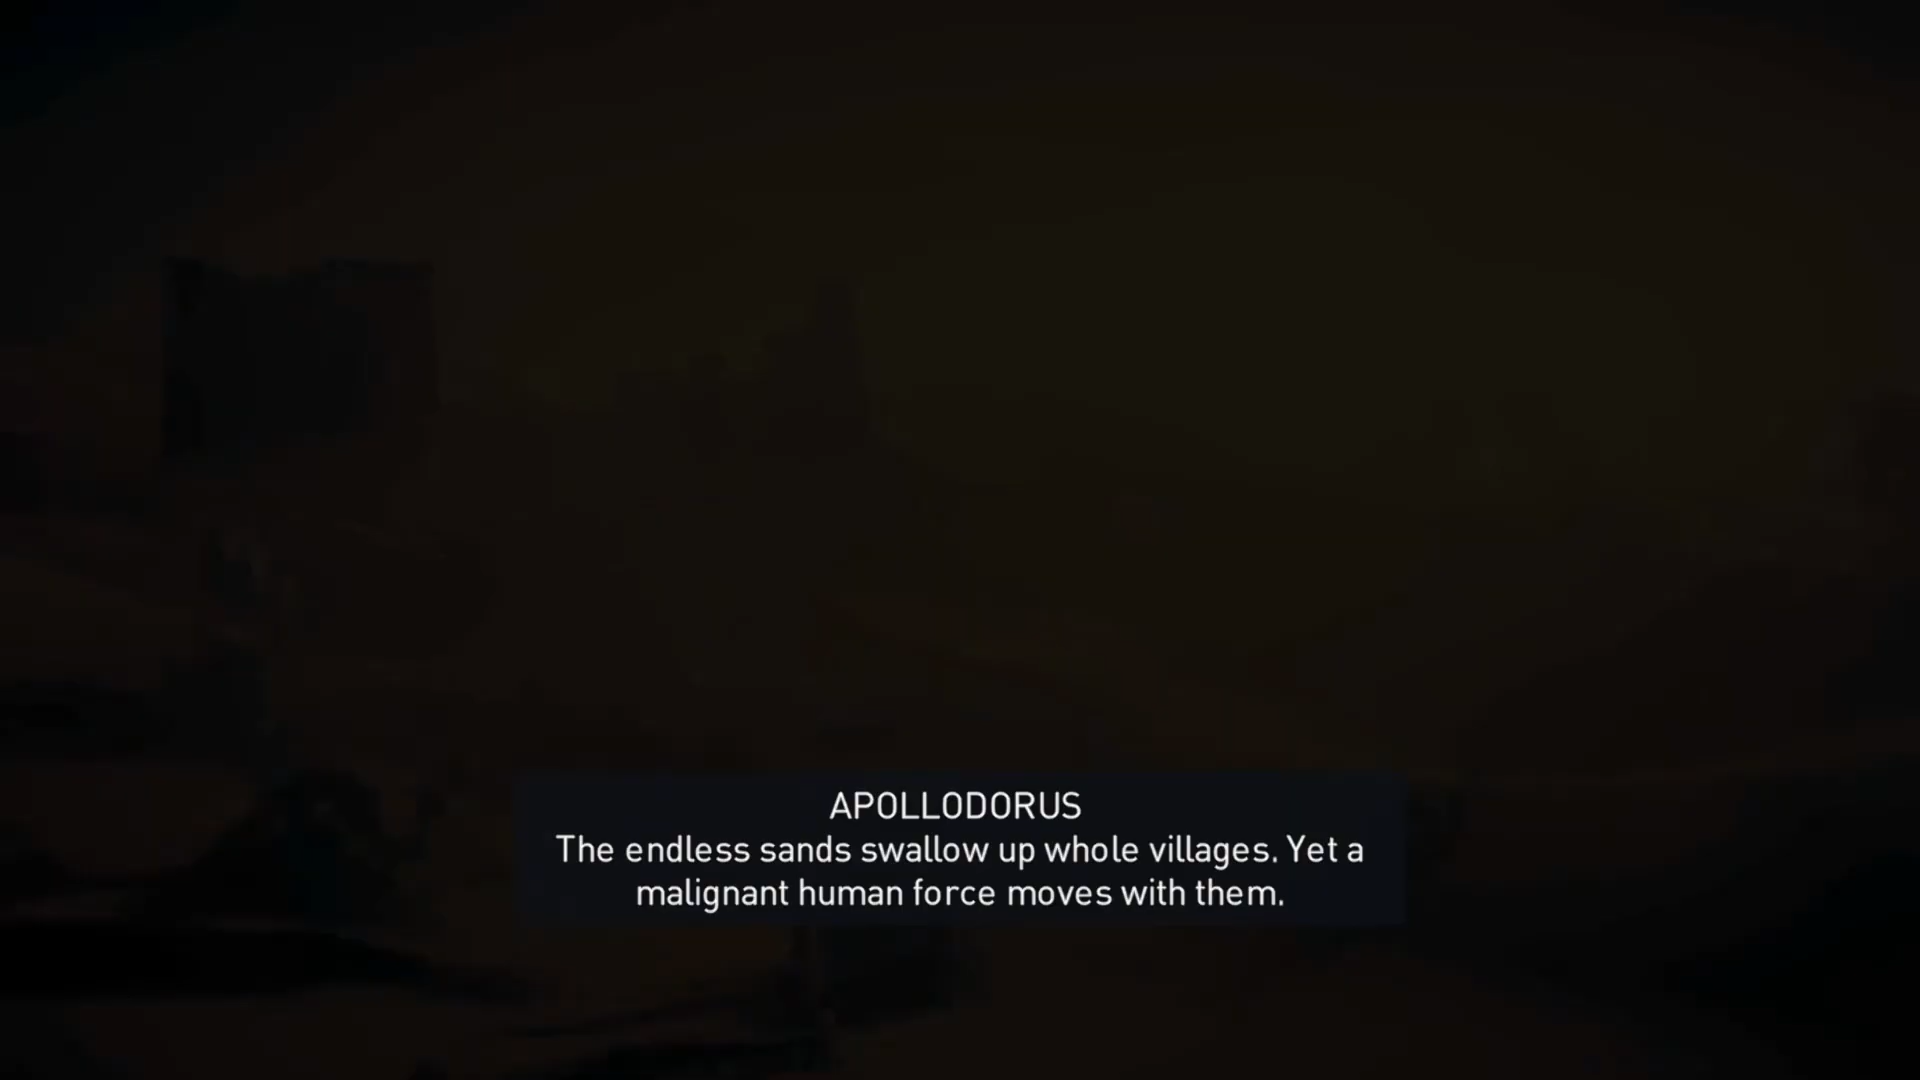 APOLLODORUS
The endless sands swallow up whole villages. Yet a
malignant human force moves with them.